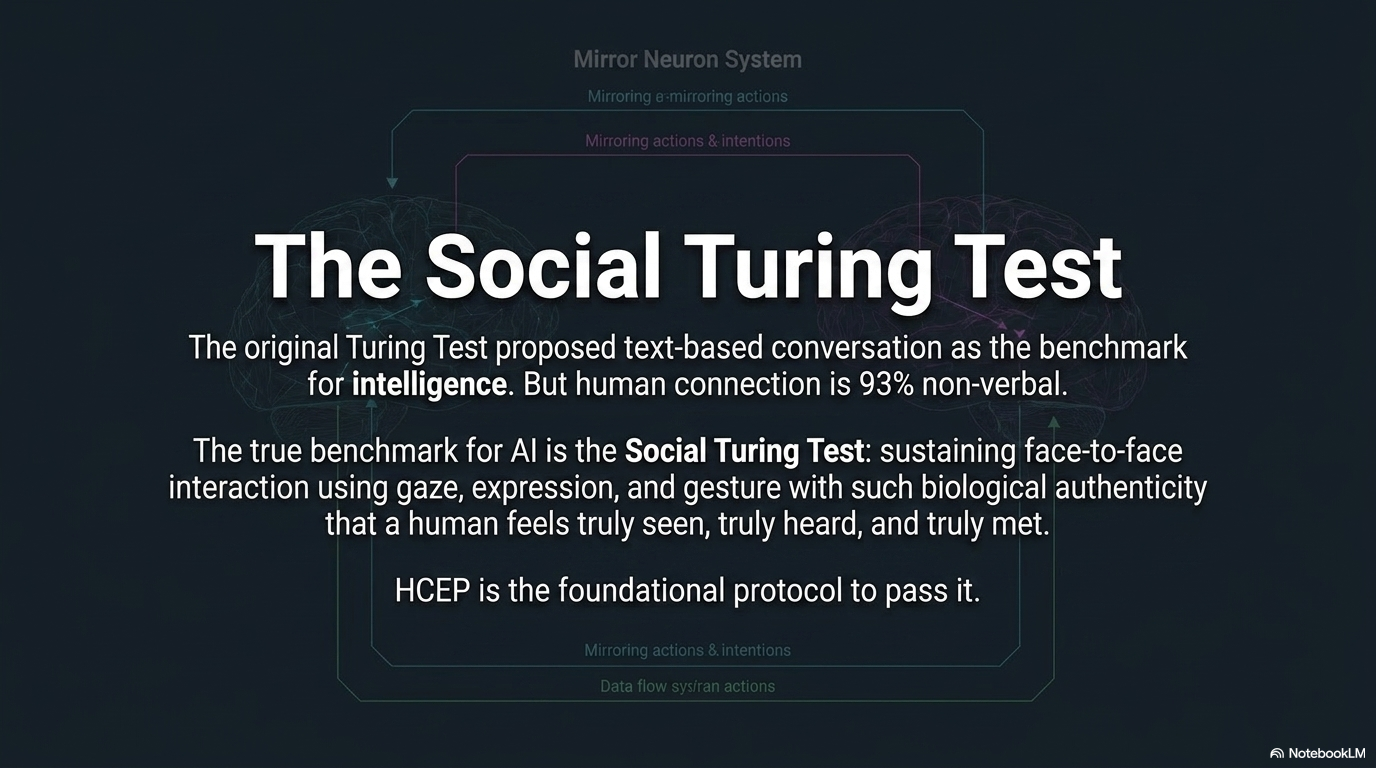 Mirror Neuron System
Mirroring e-mirroring actions
Mirroring actions & intentions
The Social Turing Test
The original Turing Test proposed text-based conversation as the benchmark
for intelligence. But human connection is 93% non-verbal.
The true benchmark for AI is the Social Turing Test: sustaining face-to-face
interaction using gaze, expression, and gesture with such biological authenticity
that a human feels truly seen, truly heard, and truly met.
HCEP is the foundational protocol to pass it.
Mirroring actions & intentions
Data flow actions
NotebookLM